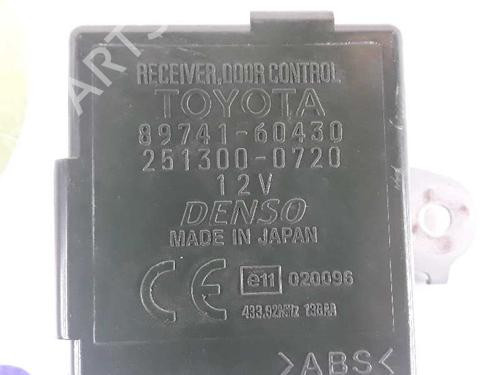 RECEIVER, DOOR CONTROL
TOYOTA
89741-60430
251300-0720
12V
DENSO
MADE IN JAPAN
CE e11 020096
433.92MHz 136AA
>ABS<